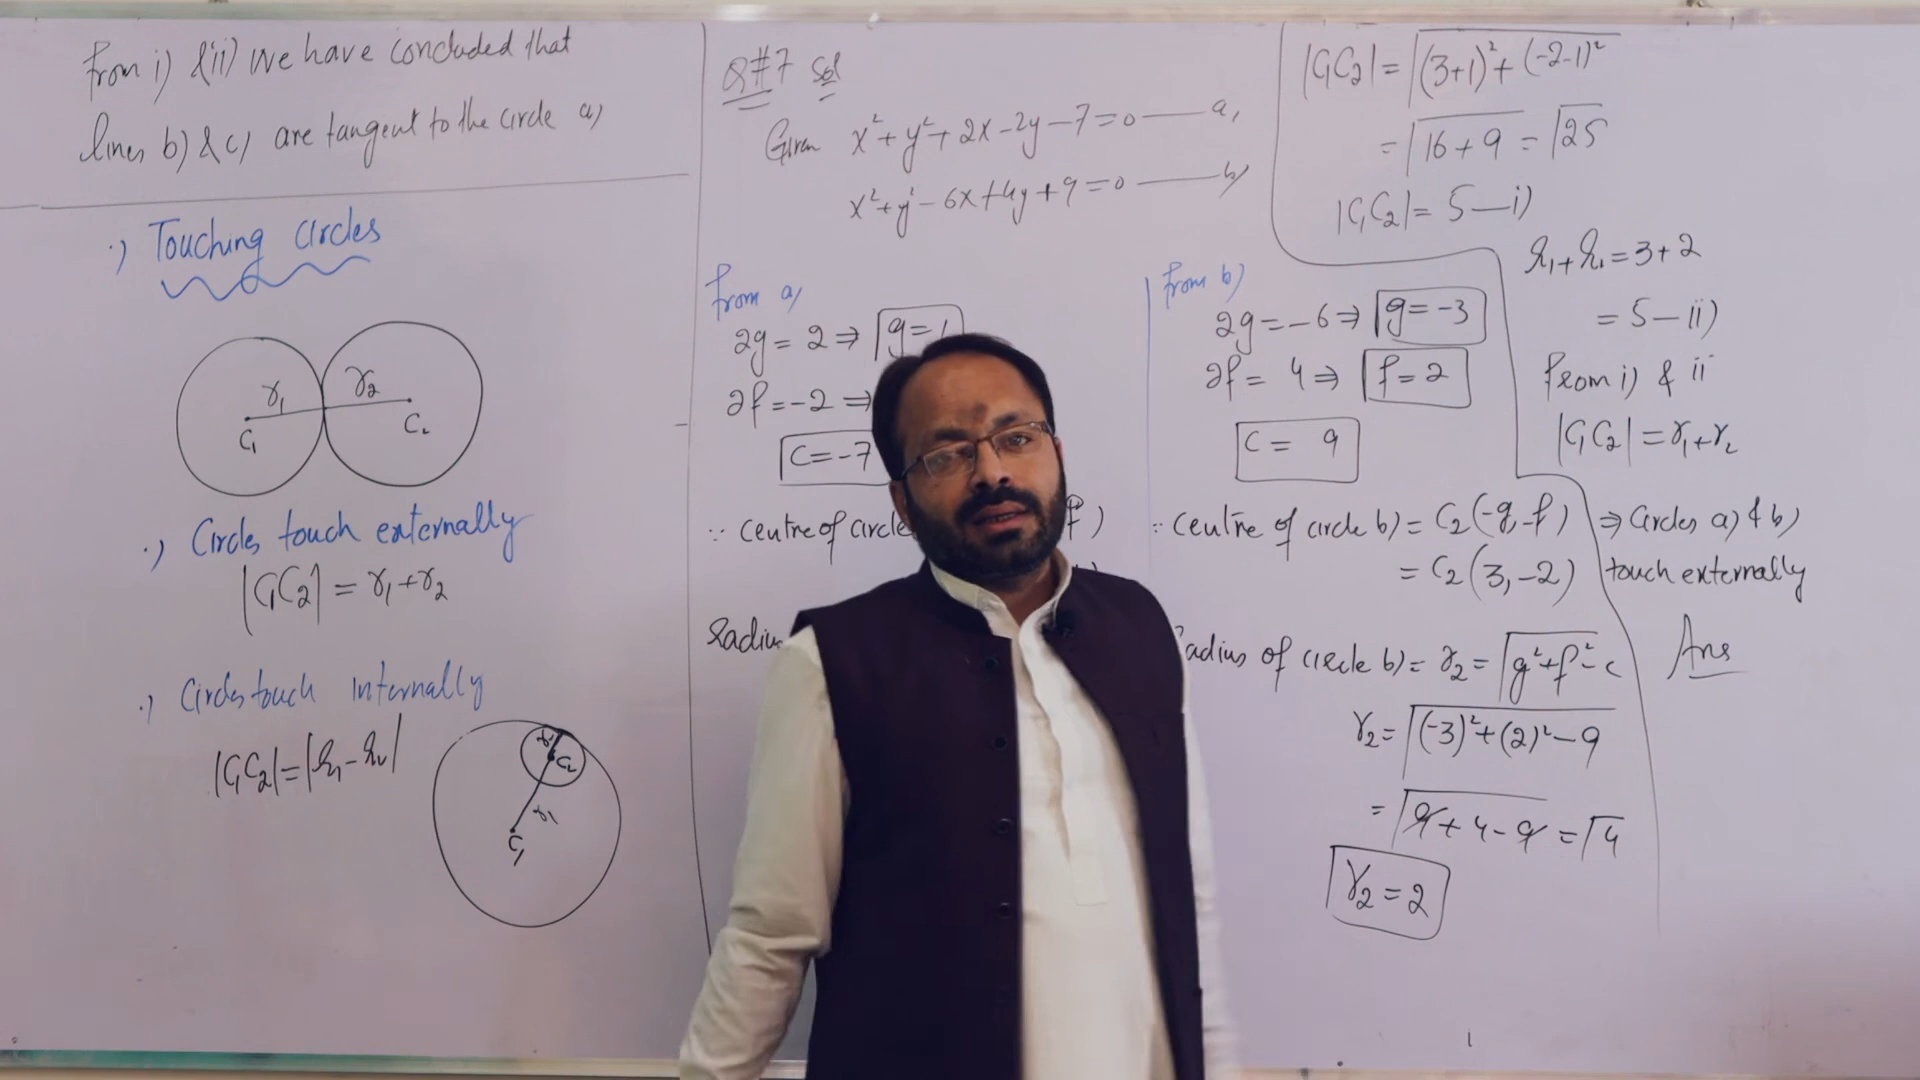 from i) & ii) we have concluded that
lines b) & c) are tangent to the circle a)
·) Touching circles
r₁ r₂
C₁ C₂
·) Circles touch externally
|C₁C₂| = r₁+r₂
·) Circles touch internally
|C₁C₂| = |r₁-r₂|
r₂
C₂
r₁
C₁
Q#7 Sol
Given x²+y²+2x-2y-7=0 — a)
x²+y²-6x+4y+9=0 — b)
from a)
2g = 2 ⇒ g=1
2f = -2 ⇒
C=-7
∵ Centre of circle f)
Radius
from b)
2g = -6 ⇒ g=-3
2f = 4 ⇒ f=2
C = 9
∵ Centre of circle b) = C₂(-g,-f)
= C₂(3,-2)
adius of circle b) = r₂ = √g²+f²-c
r₂ = √(-3)²+(2)²-9
= √9+4-9 = √4
r₂ = 2
|C₁C₂| = √(3+1)²+(-2-1)²
= √16+9 = √25
|C₁C₂| = 5 — i)
r₁+r₁ = 3+2
= 5 — ii)
From i) & ii
|C₁C₂| = r₁+r₂
⇒ Circles a) & b)
touch externally
Ans